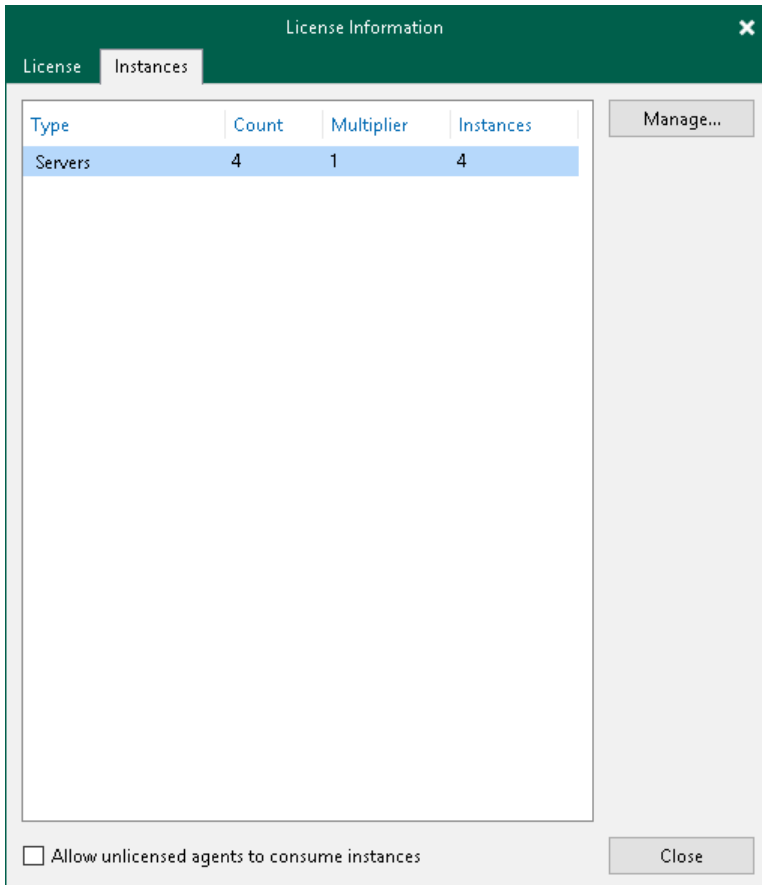 License Information
License Instances
Type Count Multiplier Instances
Manage...
Servers 4 1 4
Allow unlicensed agents to consume instances
Close